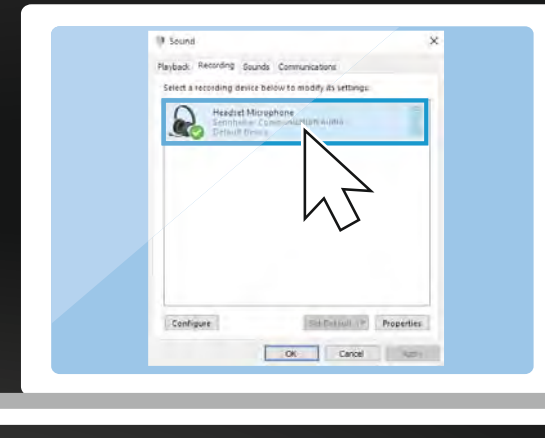 Sound
Playback Recording Sounds Communications
Select a recording device below to modify its settings:
Headset Microphone
Sennheiser Communication Audio
Default Device
Configure Set Default Properties
OK Cancel Apply